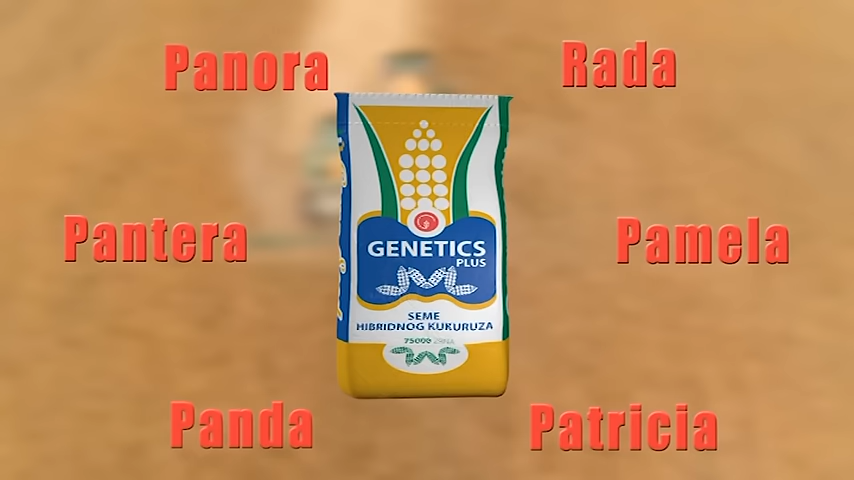 Panora
Rada
Pantera
Pamela
GENETICS
PLUS
SEME
HIBRIDNOG KUKURUZA
75000 ZRNA
Panda
Patricia